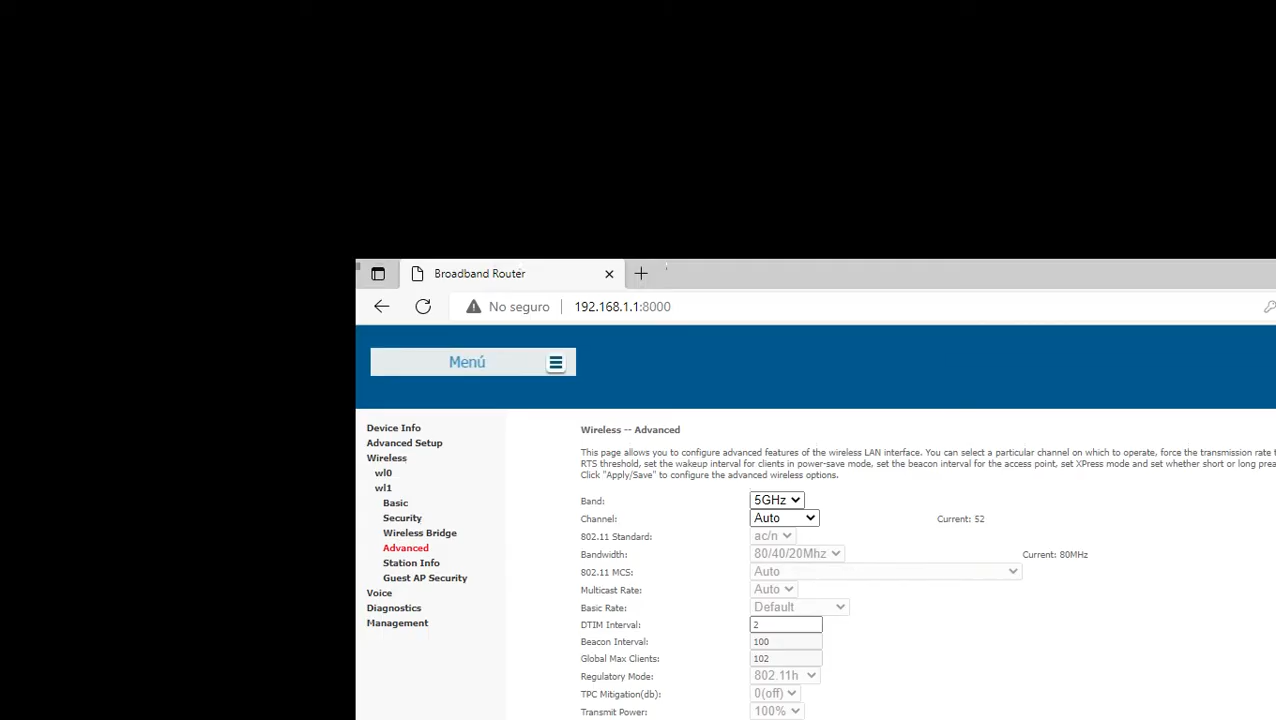 Broadband Router
No seguro 192.168.1.1:8000
Menú
Device Info
Advanced Setup
Wireless
wl0
wl1
Basic
Security
Wireless Bridge
Advanced
Station Info
Guest AP Security
Voice
Diagnostics
Management
Wireless -- Advanced
This page allows you to configure advanced features of the wireless LAN interface. You can select a particular channel on which to operate, force the transmission rate t
RTS threshold, set the wakeup interval for clients in power-save mode, set the beacon interval for the access point, set XPress mode and set whether short or long prea
Click "Apply/Save" to configure the advanced wireless options.
Band: 5GHz
Channel: Auto Current: 52
802.11 Standard: ac/n
Bandwidth: 80/40/20Mhz Current: 80MHz
802.11 MCS: Auto
Multicast Rate: Auto
Basic Rate: Default
DTIM Interval: 2
Beacon Interval: 100
Global Max Clients: 102
Regulatory Mode: 802.11h
TPC Mitigation(db): 0(off)
Transmit Power: 100%